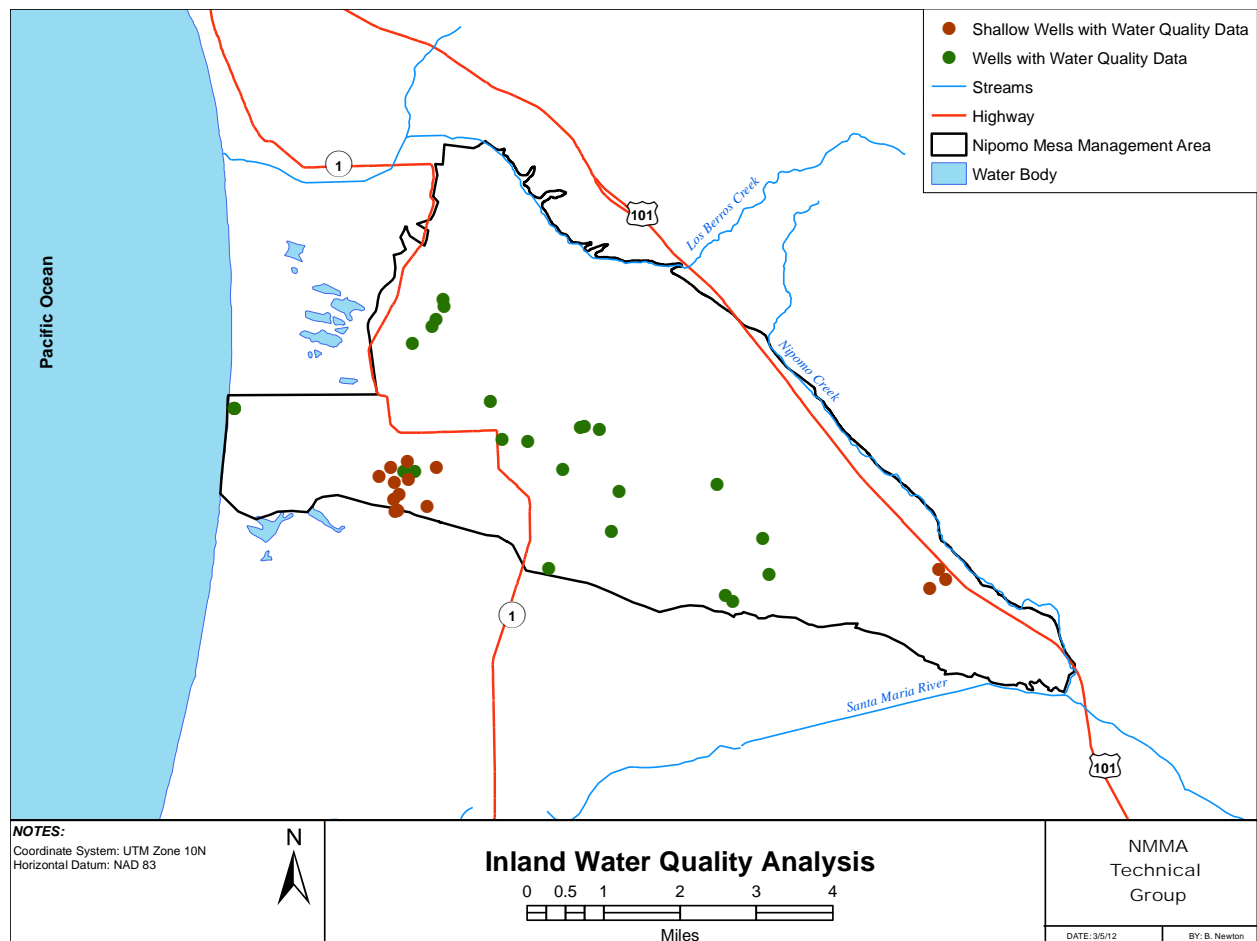 Shallow Wells with Water Quality Data
Wells with Water Quality Data
Streams
Highway
Nipomo Mesa Management Area
Water Body
1
101
Los Berros Creek
Pacific Ocean
Nipomo Creek
1
Santa Maria River
101
NOTES:
Coordinate System: UTM Zone 10N
Horizontal Datum: NAD 83
N
Inland Water Quality Analysis
0 0.5 1 2 3 4
Miles
NMMA
Technical
Group
DATE: 3/5/12 BY: B. Newton